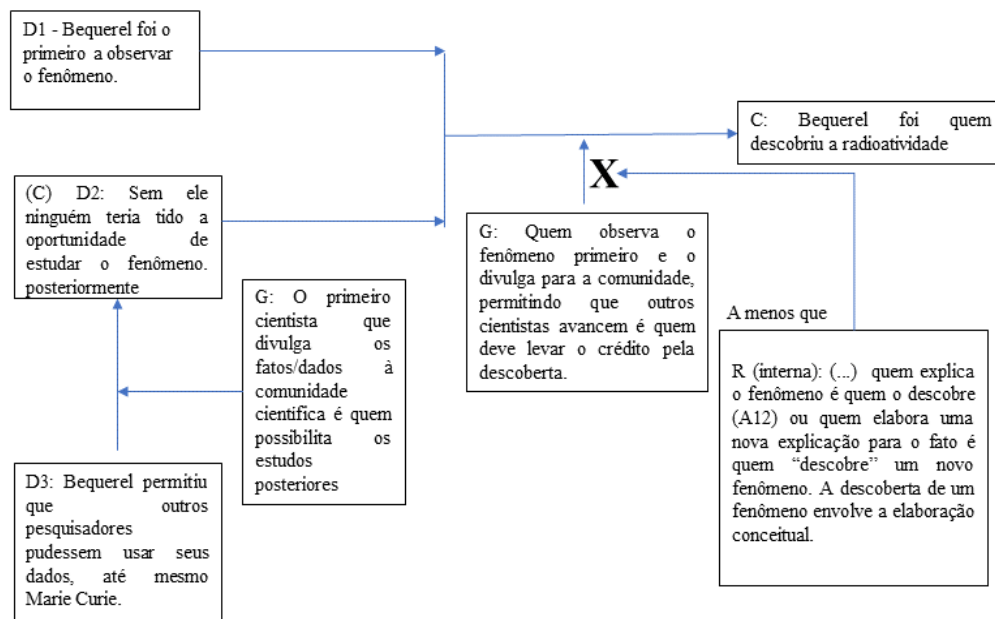 D1 - Bequerel foi o
primeiro a observar
o fenômeno.
C: Bequerel foi quem
descobriu a radioatividade
X
(C) D2: Sem ele
ninguém teria tido a
oportunidade de
estudar o fenômeno.
posteriormente
G: Quem observa o
fenômeno primeiro e o
divulga para a comunidade,
permitindo que outros
cientistas avancem é quem
deve levar o crédito pela
descoberta.
G: O primeiro
cientista que
divulga os
fatos/dados à
comunidade
científica é quem
possibilita os
estudos
posteriores
A menos que
R (interna): (...) quem explica
o fenômeno é quem o descobre
(A12) ou quem elabora uma
nova explicação para o fato é
quem “descobre” um novo
fenômeno. A descoberta de um
fenômeno envolve a elaboração
conceitual.
D3: Bequerel permitiu
que outros
pesquisadores
pudessem usar seus
dados, até mesmo
Marie Curie.